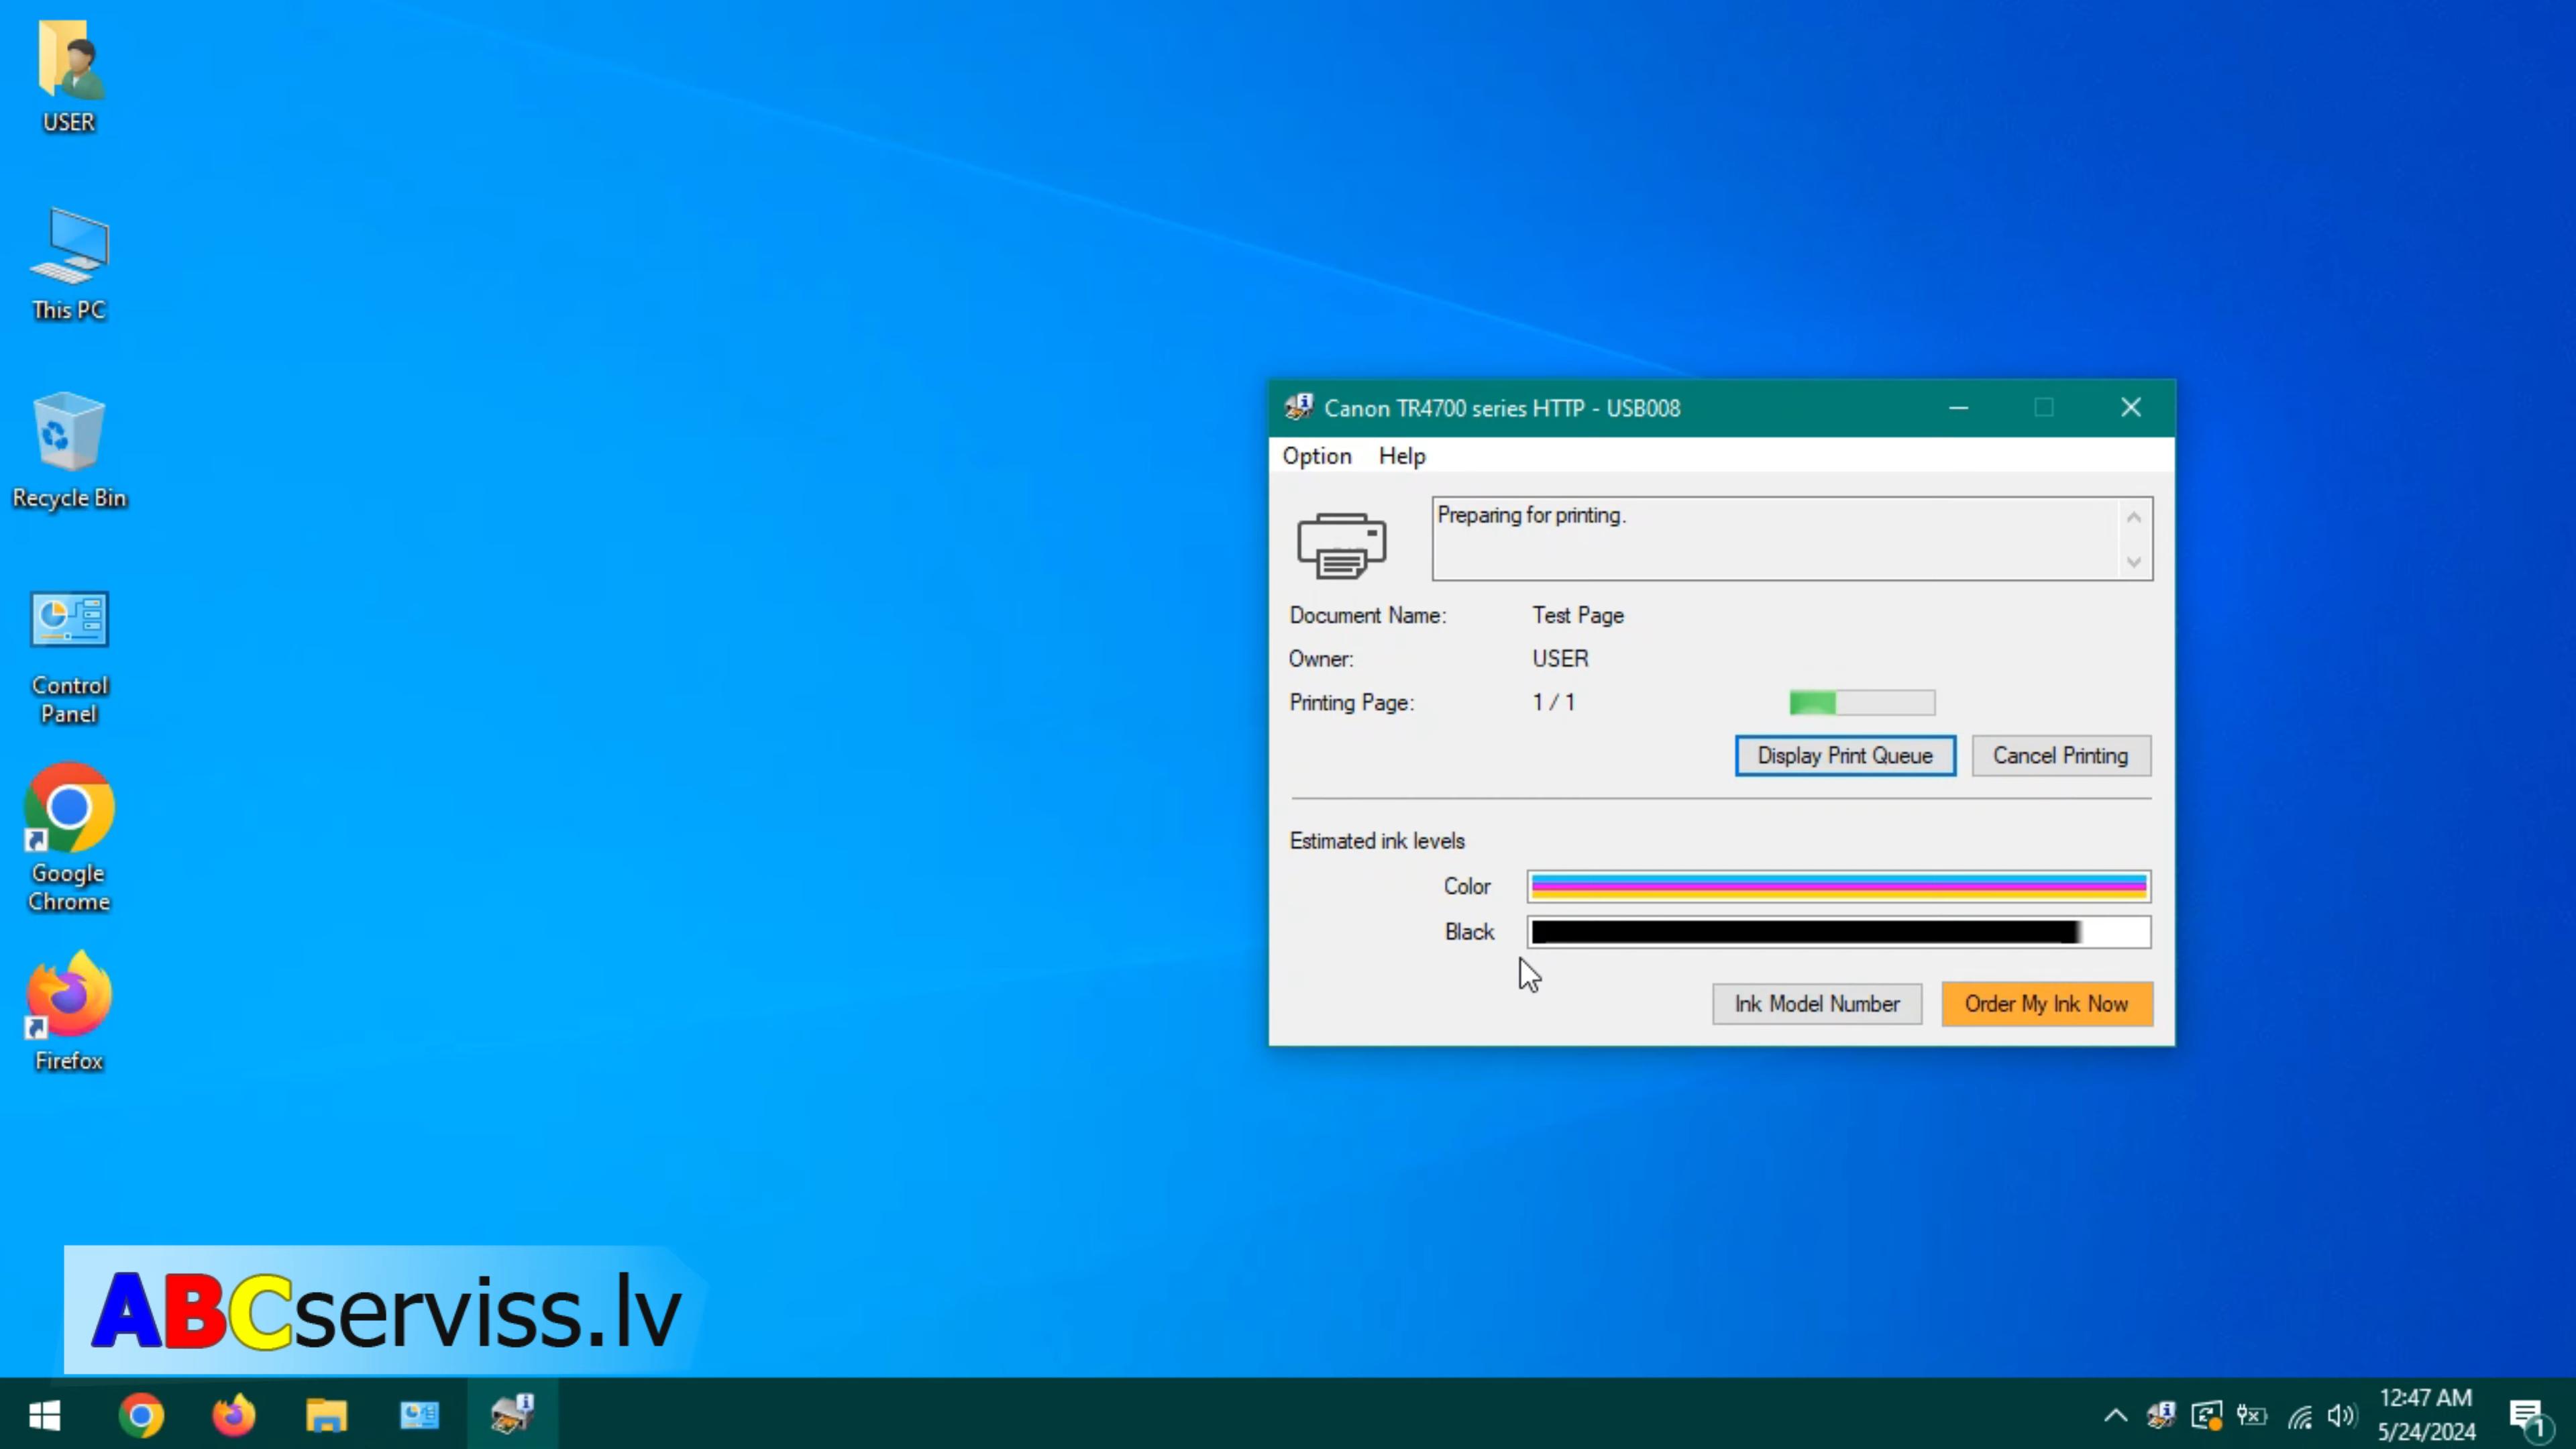 USER
This PC
Recycle Bin
Control
Panel
Google
Chrome
Firefox
Canon TR4700 series HTTP - USB008
Option Help
Preparing for printing.
Document Name: Test Page
Owner: USER
Printing Page: 1 / 1
Display Print Queue Cancel Printing
Estimated ink levels
Color
Black
Ink Model Number Order My Ink Now
ABCserviss.lv
12:47 AM
5/24/2024
1